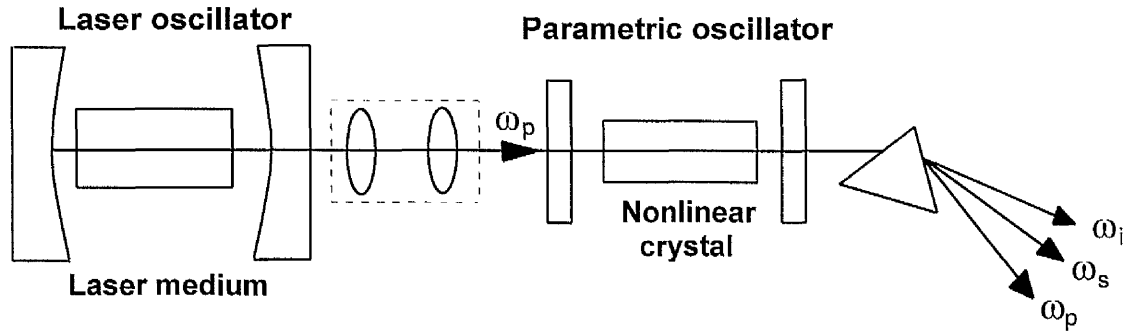 Laser oscillator
Parametric oscillator
ωp
Nonlinear
crystal
Laser medium
ωi
ωs
ωp